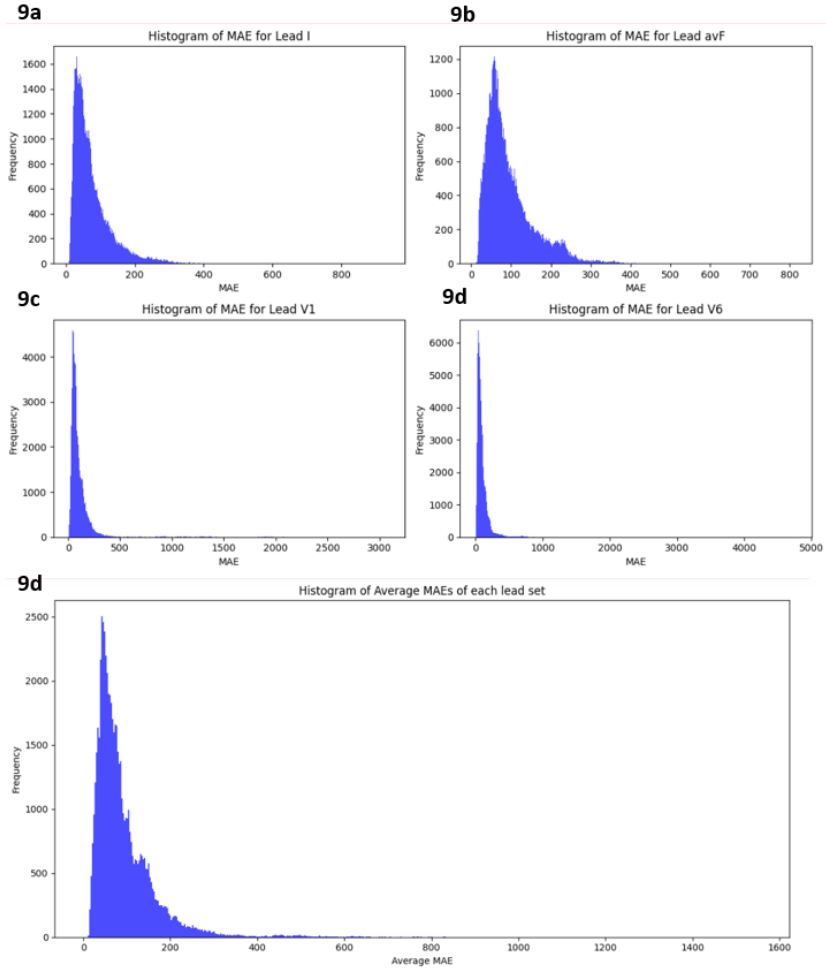 9a
Histogram of MAE for Lead I
Frequency
1600
1400
1200
1000
800
600
400
200
0
0 200 400 600 800
MAE
9b
Histogram of MAE for Lead avF
Frequency
1200
1000
800
600
400
200
0
0 100 200 300 400 500 600 700 800
MAE
9c
Histogram of MAE for Lead V1
Frequency
4000
3000
2000
1000
0
0 500 1000 1500 2000 2500 3000
MAE
9d
Histogram of MAE for Lead V6
Frequency
6000
5000
4000
3000
2000
1000
0
0 1000 2000 3000 4000 5000
MAE
9d
Histogram of Average MAEs of each lead set
Frequency
2500
2000
1500
1000
500
0
0 200 400 600 800 1000 1200 1400 1600
Average MAE